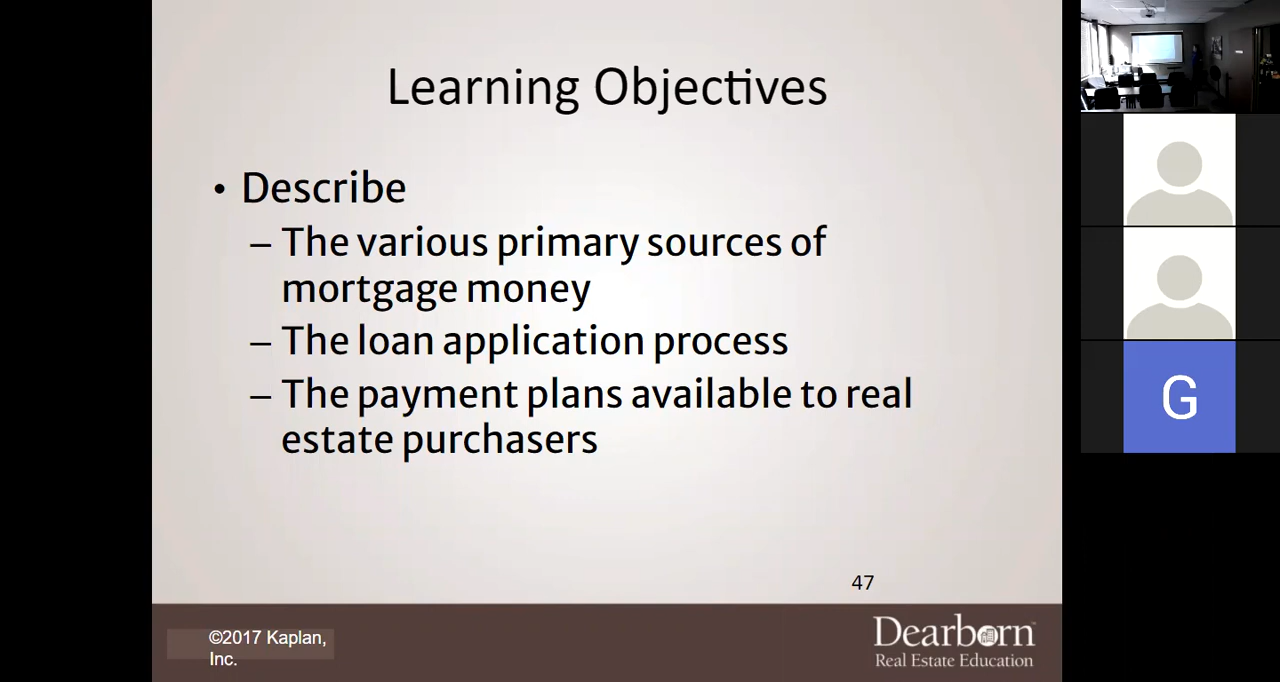 Learning Objectives
• Describe
– The various primary sources of
mortgage money
– The loan application process
– The payment plans available to real
estate purchasers
47
©2017 Kaplan,
Inc.
Dearborn™
Real Estate Education
G